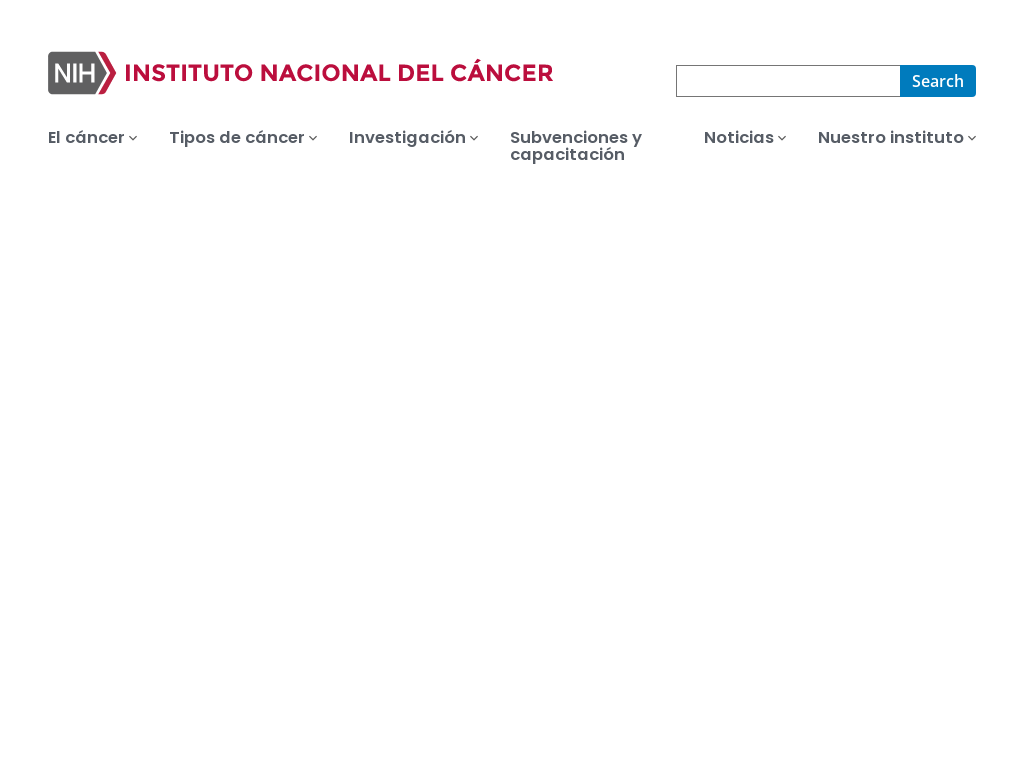 NIH INSTITUTO NACIONAL DEL CÁNCER
Search
El cáncer
Tipos de cáncer
Investigación
Subvenciones y
capacitación
Noticias
Nuestro instituto